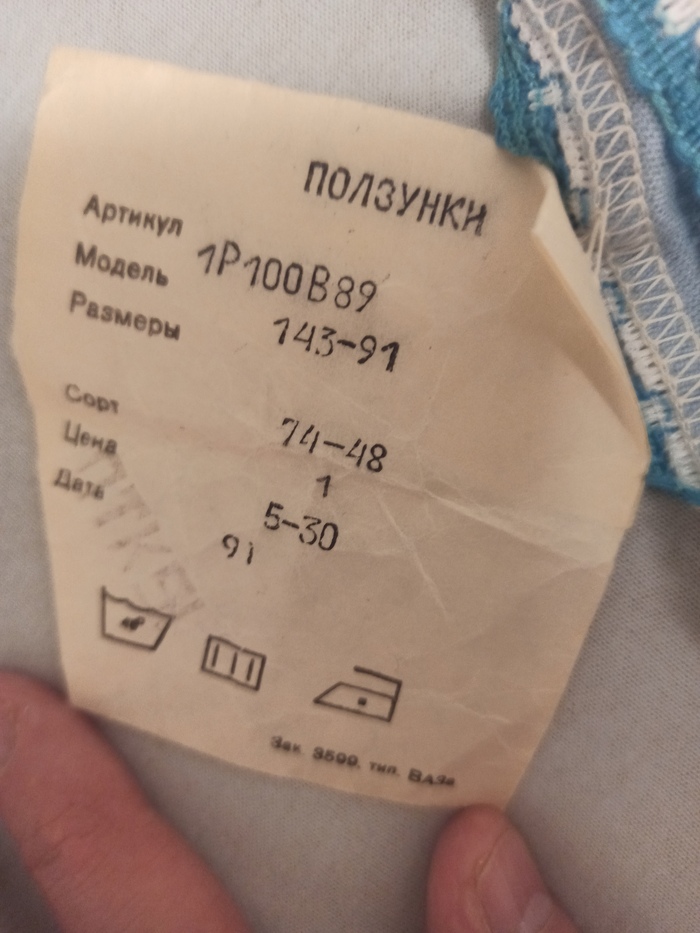 ПОЛЗУНКИ
Артикул 1Р100В89
Модель 143-91
Размеры
74-48
Сорт 1
Цена 5-30
Дата 91
Зак. 3599, тип. ВАЗа